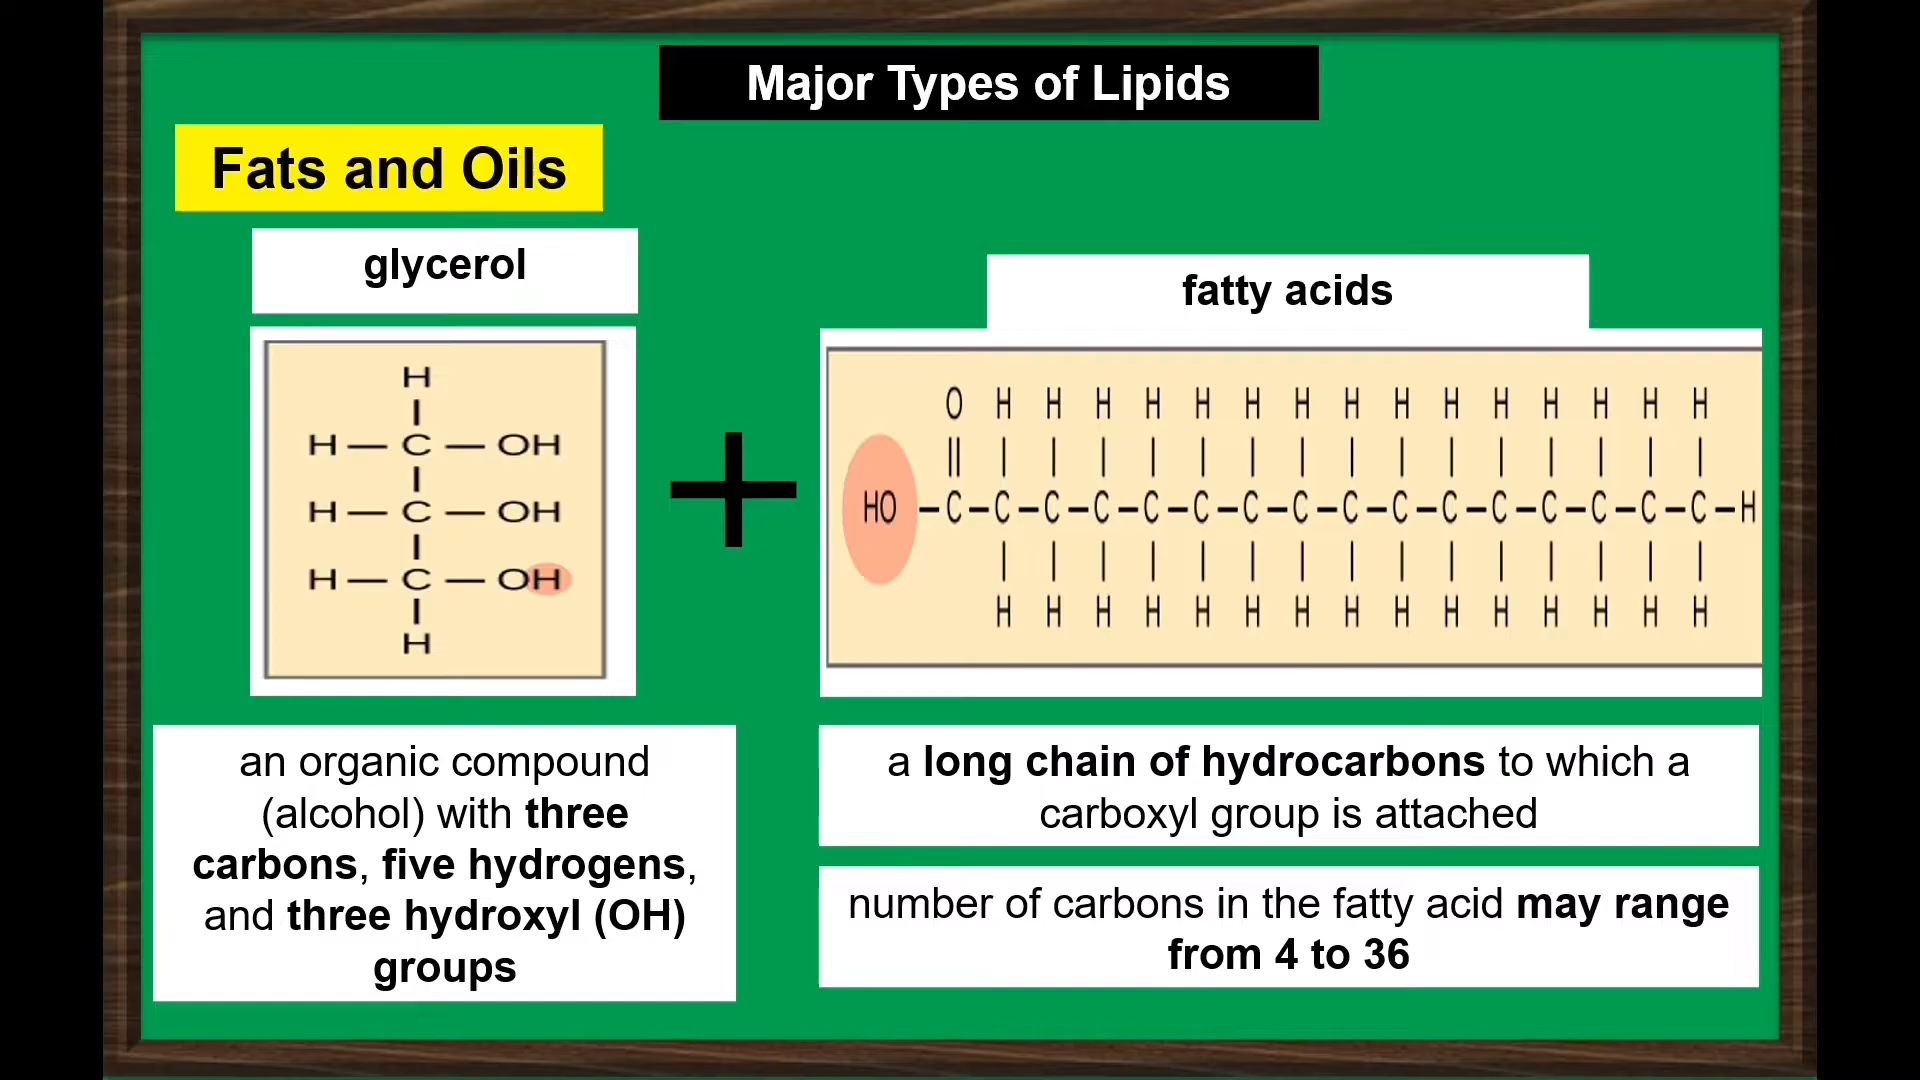 Major Types of Lipids
Fats and Oils
glycerol
H
H — C — OH
H — C — OH
H — C — OH
H
an organic compound
(alcohol) with three
carbons, five hydrogens,
and three hydroxyl (OH)
groups
+
fatty acids
O H H H H H H H H H H H H H H H
HO – C – C – C – C – C – C – C – C – C – C – C – C – C – C – C – C – H
H H H H H H H H H H H H H H H
a long chain of hydrocarbons to which a
carboxyl group is attached
number of carbons in the fatty acid may range
from 4 to 36